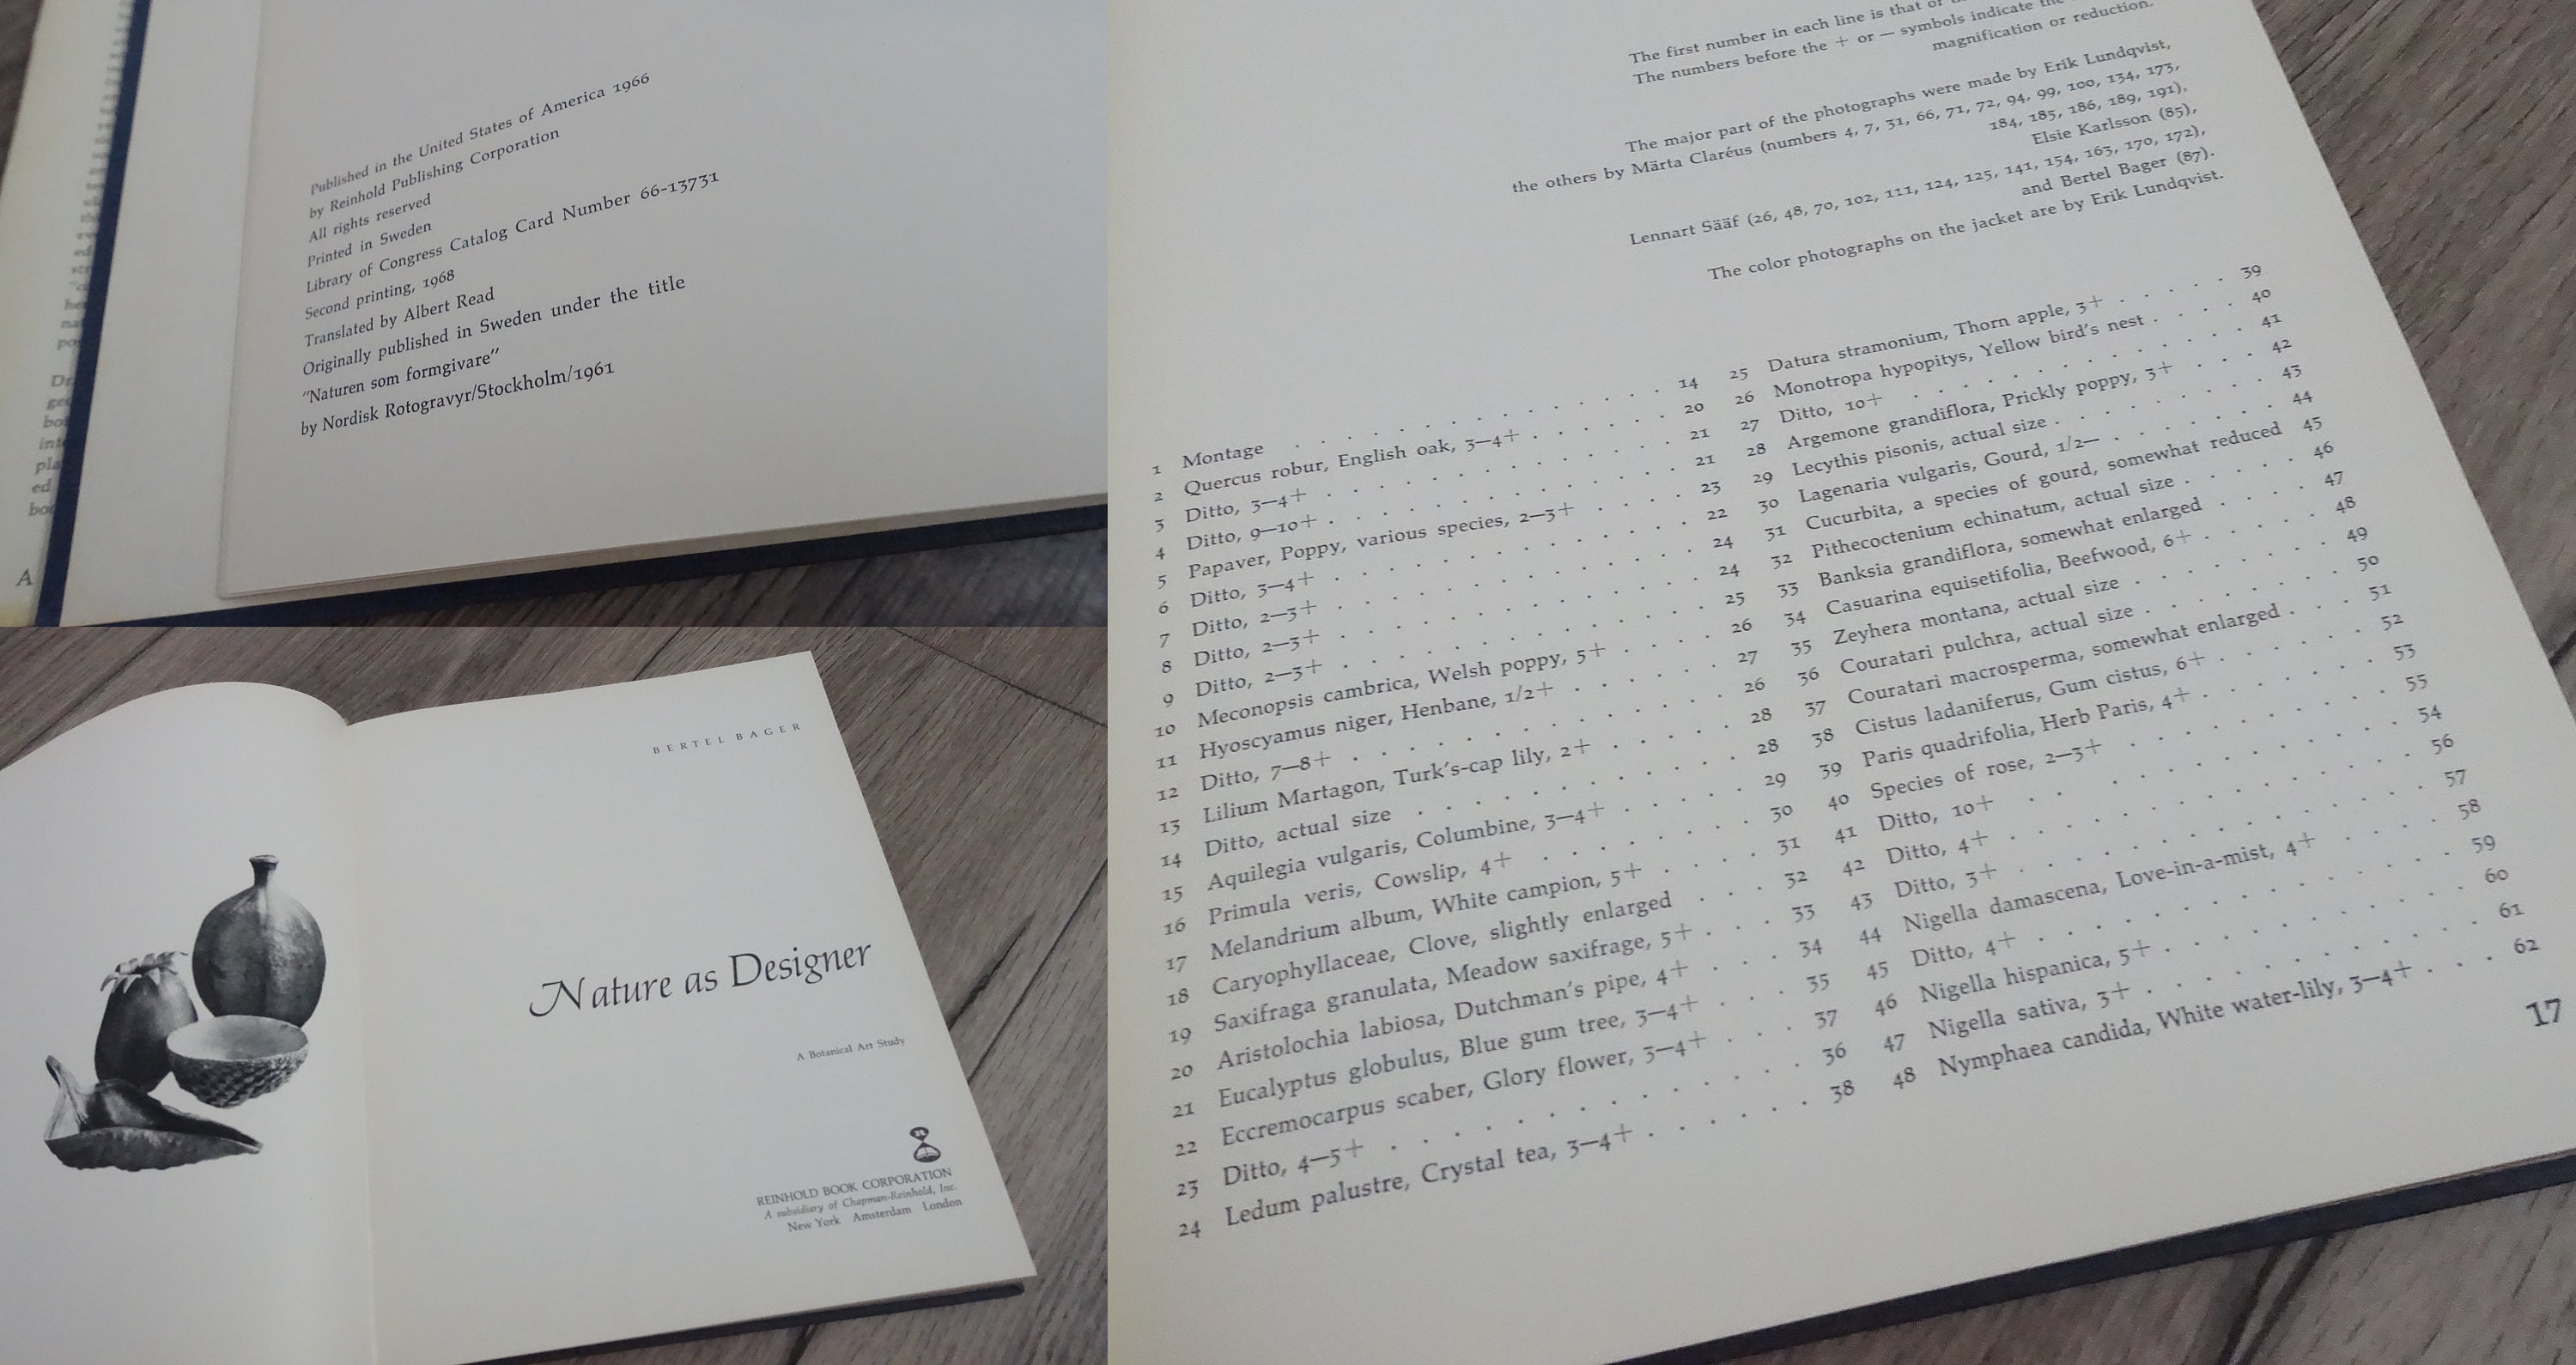 Published in the United States of America 1966
by Reinhold Publishing Corporation
All rights reserved
Printed in Sweden
Library of Congress Catalog Card Number 66-13731
Second printing, 1968
Translated by Albert Read
Originally published in Sweden under the title
"Naturen som formgivare"
by Nordisk Rotogravyr/Stockholm/1961
A
BERTEL BAGER
Nature as Designer
A Botanical Art Study
REINHOLD BOOK CORPORATION
A subsidiary of Chapman-Reinhold, Inc.
New York Amsterdam London
The first number in each line is that of
The numbers before the + or — symbols indicate the
magnification or reduction.
The major part of the photographs were made by Erik Lundqvist,
the others by Märta Claréus (numbers 4, 7, 31, 66, 71, 72, 94, 99, 100, 134, 173,
184, 185, 186, 189, 191),
Elsie Karlsson (85),
Lennart Sääf (26, 48, 70, 102, 111, 124, 125, 141, 154, 163, 170, 172),
and Bertel Bager (87).
The color photographs on the jacket are by Erik Lundqvist.
1 Montage . . . 14
2 Quercus robur, English oak, 3—4+ . . . 20
3 Ditto, 3—4+ . . . 21
4 Ditto, 9—10+ . . . 21
5 Papaver, Poppy, various species, 2—3+ . . . 23
6 Ditto, 3—4+ . . . 22
7 Ditto, 2—3+ . . . 24
8 Ditto, 2—3+ . . . 24
9 Ditto, 2—3+ . . . 25
10 Meconopsis cambrica, Welsh poppy, 5+ . . . 26
11 Hyoscyamus niger, Henbane, 1/2+ . . . 27
12 Ditto, 7—8+ . . . 26
13 Lilium Martagon, Turk's-cap lily, 2+ . . . 28
14 Ditto, actual size . . . 28
15 Aquilegia vulgaris, Columbine, 3—4+ . . . 29
16 Primula veris, Cowslip, 4+ . . . 30
17 Melandrium album, White campion, 5+ . . . 31
18 Caryophyllaceae, Clove, slightly enlarged . . . 32
19 Saxifraga granulata, Meadow saxifrage, 5+ . . . 33
20 Aristolochia labiosa, Dutchman's pipe, 4+ . . . 34
21 Eucalyptus globulus, Blue gum tree, 3—4+ . . . 35
22 Eccremocarpus scaber, Glory flower, 3—4+ . . . 37
23 Ditto, 4—5+ . . . 36
24 Ledum palustre, Crystal tea, 3—4+ . . . 38
25 Datura stramonium, Thorn apple, 3+ . . . 39
26 Monotropa hypopitys, Yellow bird's nest . . . 40
27 Ditto, 10+ . . . 41
28 Argemone grandiflora, Prickly poppy, 3+ . . . 42
29 Lecythis pisonis, actual size . . . 43
30 Lagenaria vulgaris, Gourd, 1/2— . . . 44
31 Cucurbita, a species of gourd, somewhat reduced 45
32 Pithecoctenium echinatum, actual size . . . 46
33 Banksia grandiflora, somewhat enlarged . . . 47
34 Casuarina equisetifolia, Beefwood, 6+ . . . 48
35 Zeyhera montana, actual size . . . 49
36 Couratari pulchra, actual size . . . 50
37 Couratari macrosperma, somewhat enlarged . . . 51
38 Cistus ladaniferus, Gum cistus, 6+ . . . 52
39 Paris quadrifolia, Herb Paris, 4+ . . . 53
40 Species of rose, 2—3+ . . . 55
41 Ditto, 10+ . . . 54
42 Ditto, 4+ . . . 56
43 Ditto, 3+ . . . 57
44 Nigella damascena, Love-in-a-mist, 4+ . . . 58
45 Ditto, 4+ . . . 59
46 Nigella hispanica, 5+ . . . 60
47 Nigella sativa, 3+ . . . 61
48 Nymphaea candida, White water-lily, 3—4+ . . . 62
17